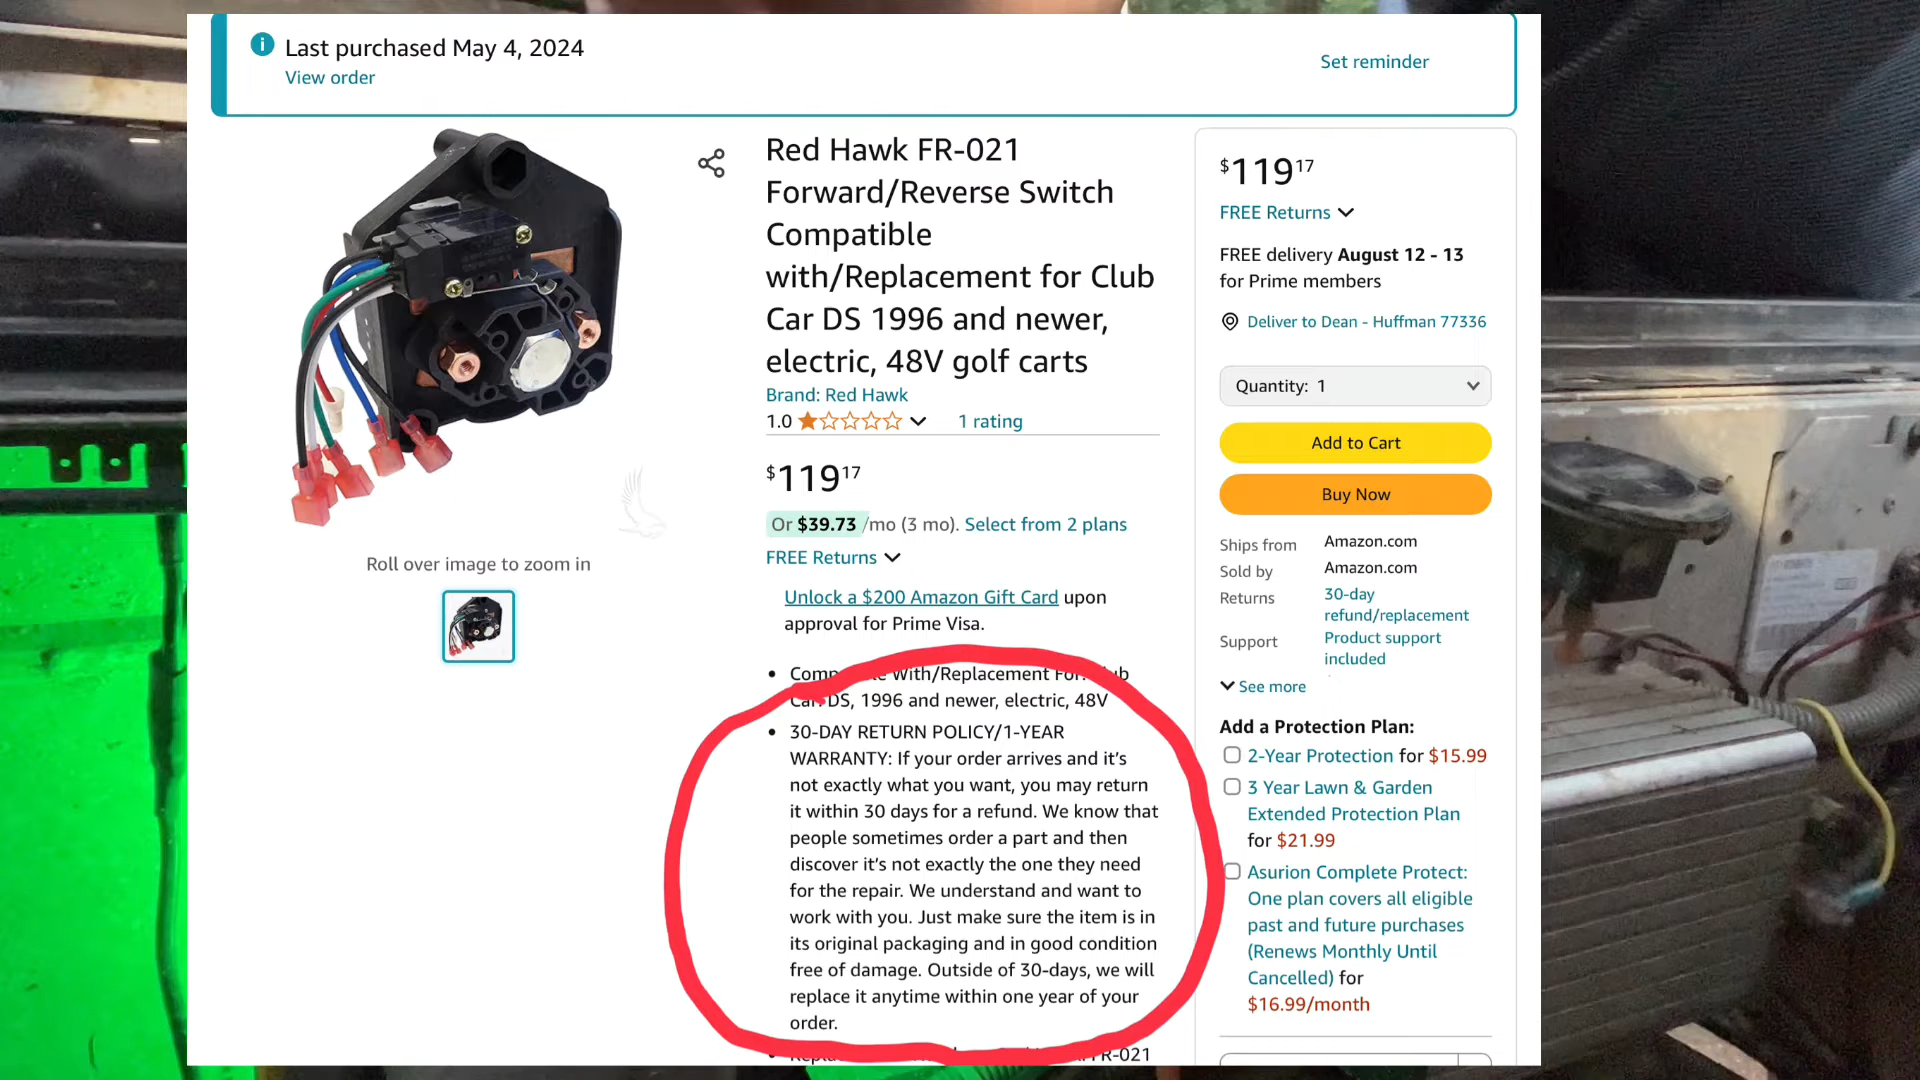 Last purchased May 4, 2024
View order
Set reminder
Red Hawk FR-021
Forward/Reverse Switch
Compatible
with/Replacement for Club
Car DS 1996 and newer,
electric, 48V golf carts
Brand: Red Hawk
1.0 1 rating
$119 17
Or $39.73 /mo (3 mo). Select from 2 plans
FREE Returns
Unlock a $200 Amazon Gift Card upon
approval for Prime Visa.
With/Replacement For:
Car DS, 1996 and newer, electric, 48V
30-DAY RETURN POLICY/1-YEAR
WARRANTY: If your order arrives and it's
not exactly what you want, you may return
it within 30 days for a refund. We know that
people sometimes order a part and then
discover it's not exactly the one they need
for the repair. We understand and want to
work with you. Just make sure the item is in
its original packaging and in good condition
free of damage. Outside of 30-days, we will
replace it anytime within one year of your
order.
FR-021
Roll over image to zoom in
$119 17
FREE Returns
FREE delivery August 12 - 13
for Prime members
Deliver to Dean - Huffman 77336
Quantity: 1
Add to Cart
Buy Now
Ships from Amazon.com
Sold by Amazon.com
Returns 30-day
refund/replacement
Support Product support
included
See more
Add a Protection Plan:
2-Year Protection for $15.99
3 Year Lawn & Garden
Extended Protection Plan
for $21.99
Asurion Complete Protect:
One plan covers all eligible
past and future purchases
(Renews Monthly Until
Cancelled) for
$16.99/month